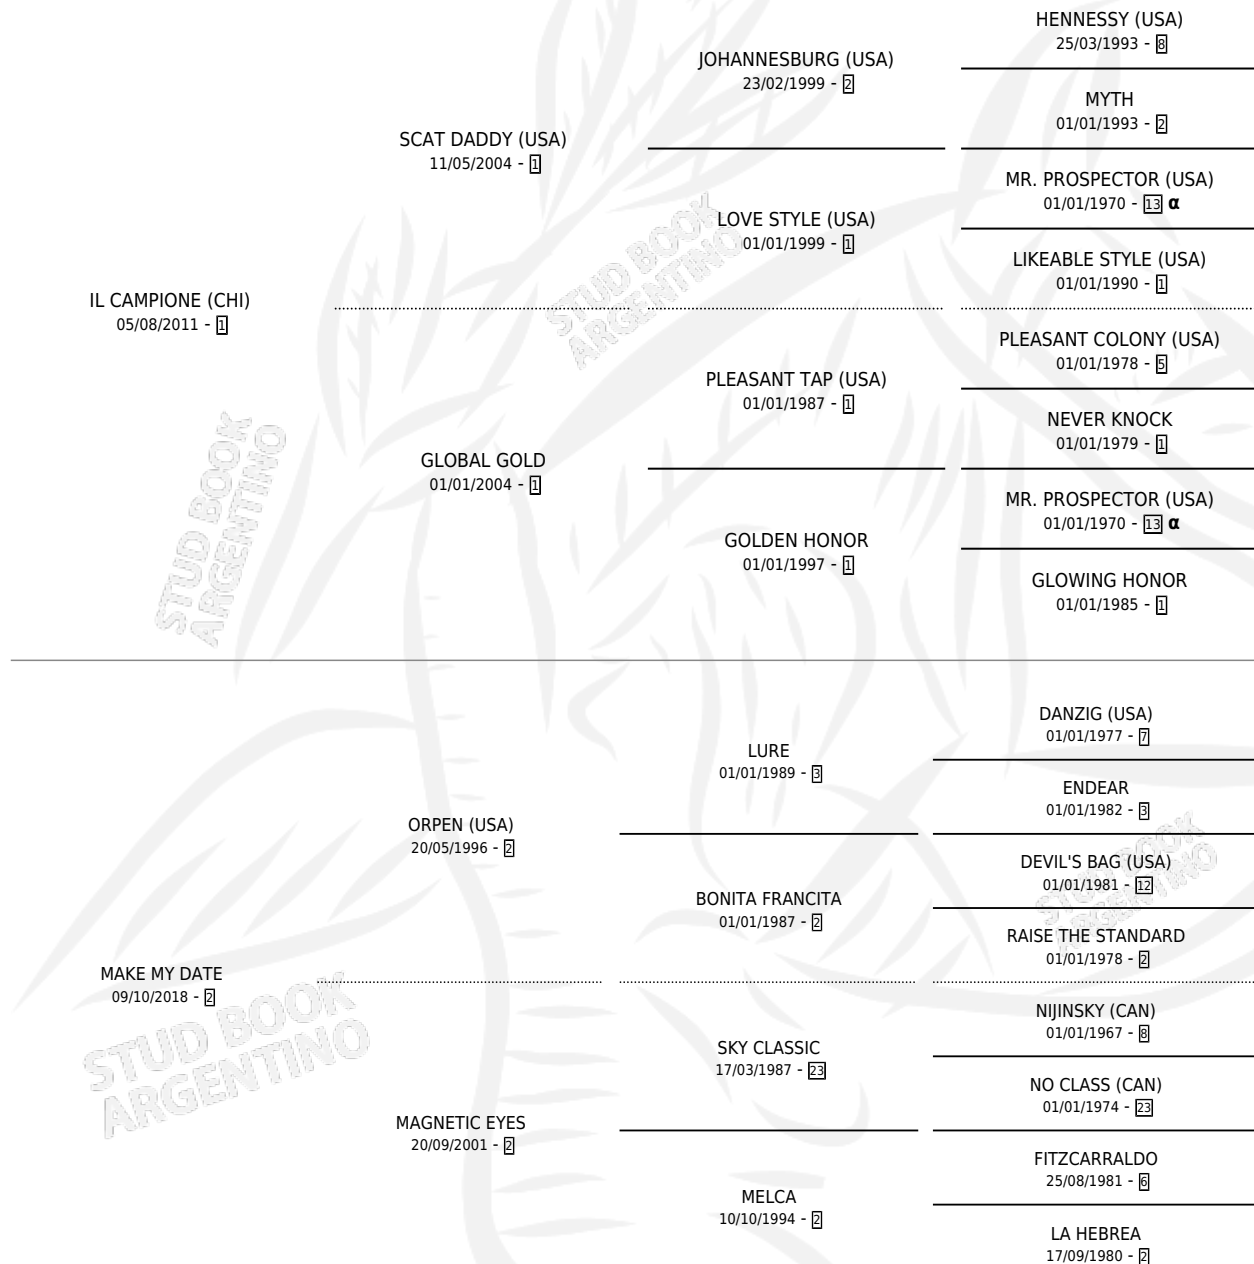 HENNESSY (USA)
25/03/1993 - 8
JOHANNESBURG (USA)
23/02/1999 - 2
MYTH
01/01/1993 - 2
SCAT DADDY (USA)
11/05/2004 - 1
MR. PROSPECTOR (USA)
01/01/1970 - 13 α
LOVE STYLE (USA)
01/01/1999 - 1
LIKEABLE STYLE (USA)
01/01/1990 - 1
STUD BOOK
ARGENTINO
IL CAMPIONE (CHI)
05/08/2011 - 1
PLEASANT COLONY (USA)
01/01/1978 - 5
PLEASANT TAP (USA)
01/01/1987 - 1
NEVER KNOCK
01/01/1979 - 1
GLOBAL GOLD
01/01/2004 - 1
MR. PROSPECTOR (USA)
01/01/1970 - 13 α
GOLDEN HONOR
01/01/1997 - 1
GLOWING HONOR
01/01/1985 - 1
STUD BOOK
ARGENTINO
DANZIG (USA)
01/01/1977 - 7
LURE
01/01/1989 - 3
ENDEAR
01/01/1982 - 3
ORPEN (USA)
20/05/1996 - 2
DEVIL'S BAG (USA)
01/01/1981 - 12
BONITA FRANCITA
01/01/1987 - 2
RAISE THE STANDARD
01/01/1978 - 2
STUD BOOK
ARGENTINO
MAKE MY DATE
09/10/2018 - 2
NIJINSKY (CAN)
01/01/1967 - 8
SKY CLASSIC
17/03/1987 - 23
NO CLASS (CAN)
01/01/1974 - 23
STUD BOOK
ARGENTINO
MAGNETIC EYES
20/09/2001 - 2
FITZCARRALDO
25/08/1981 - 6
MELCA
10/10/1994 - 2
LA HEBREA
17/09/1980 - 2